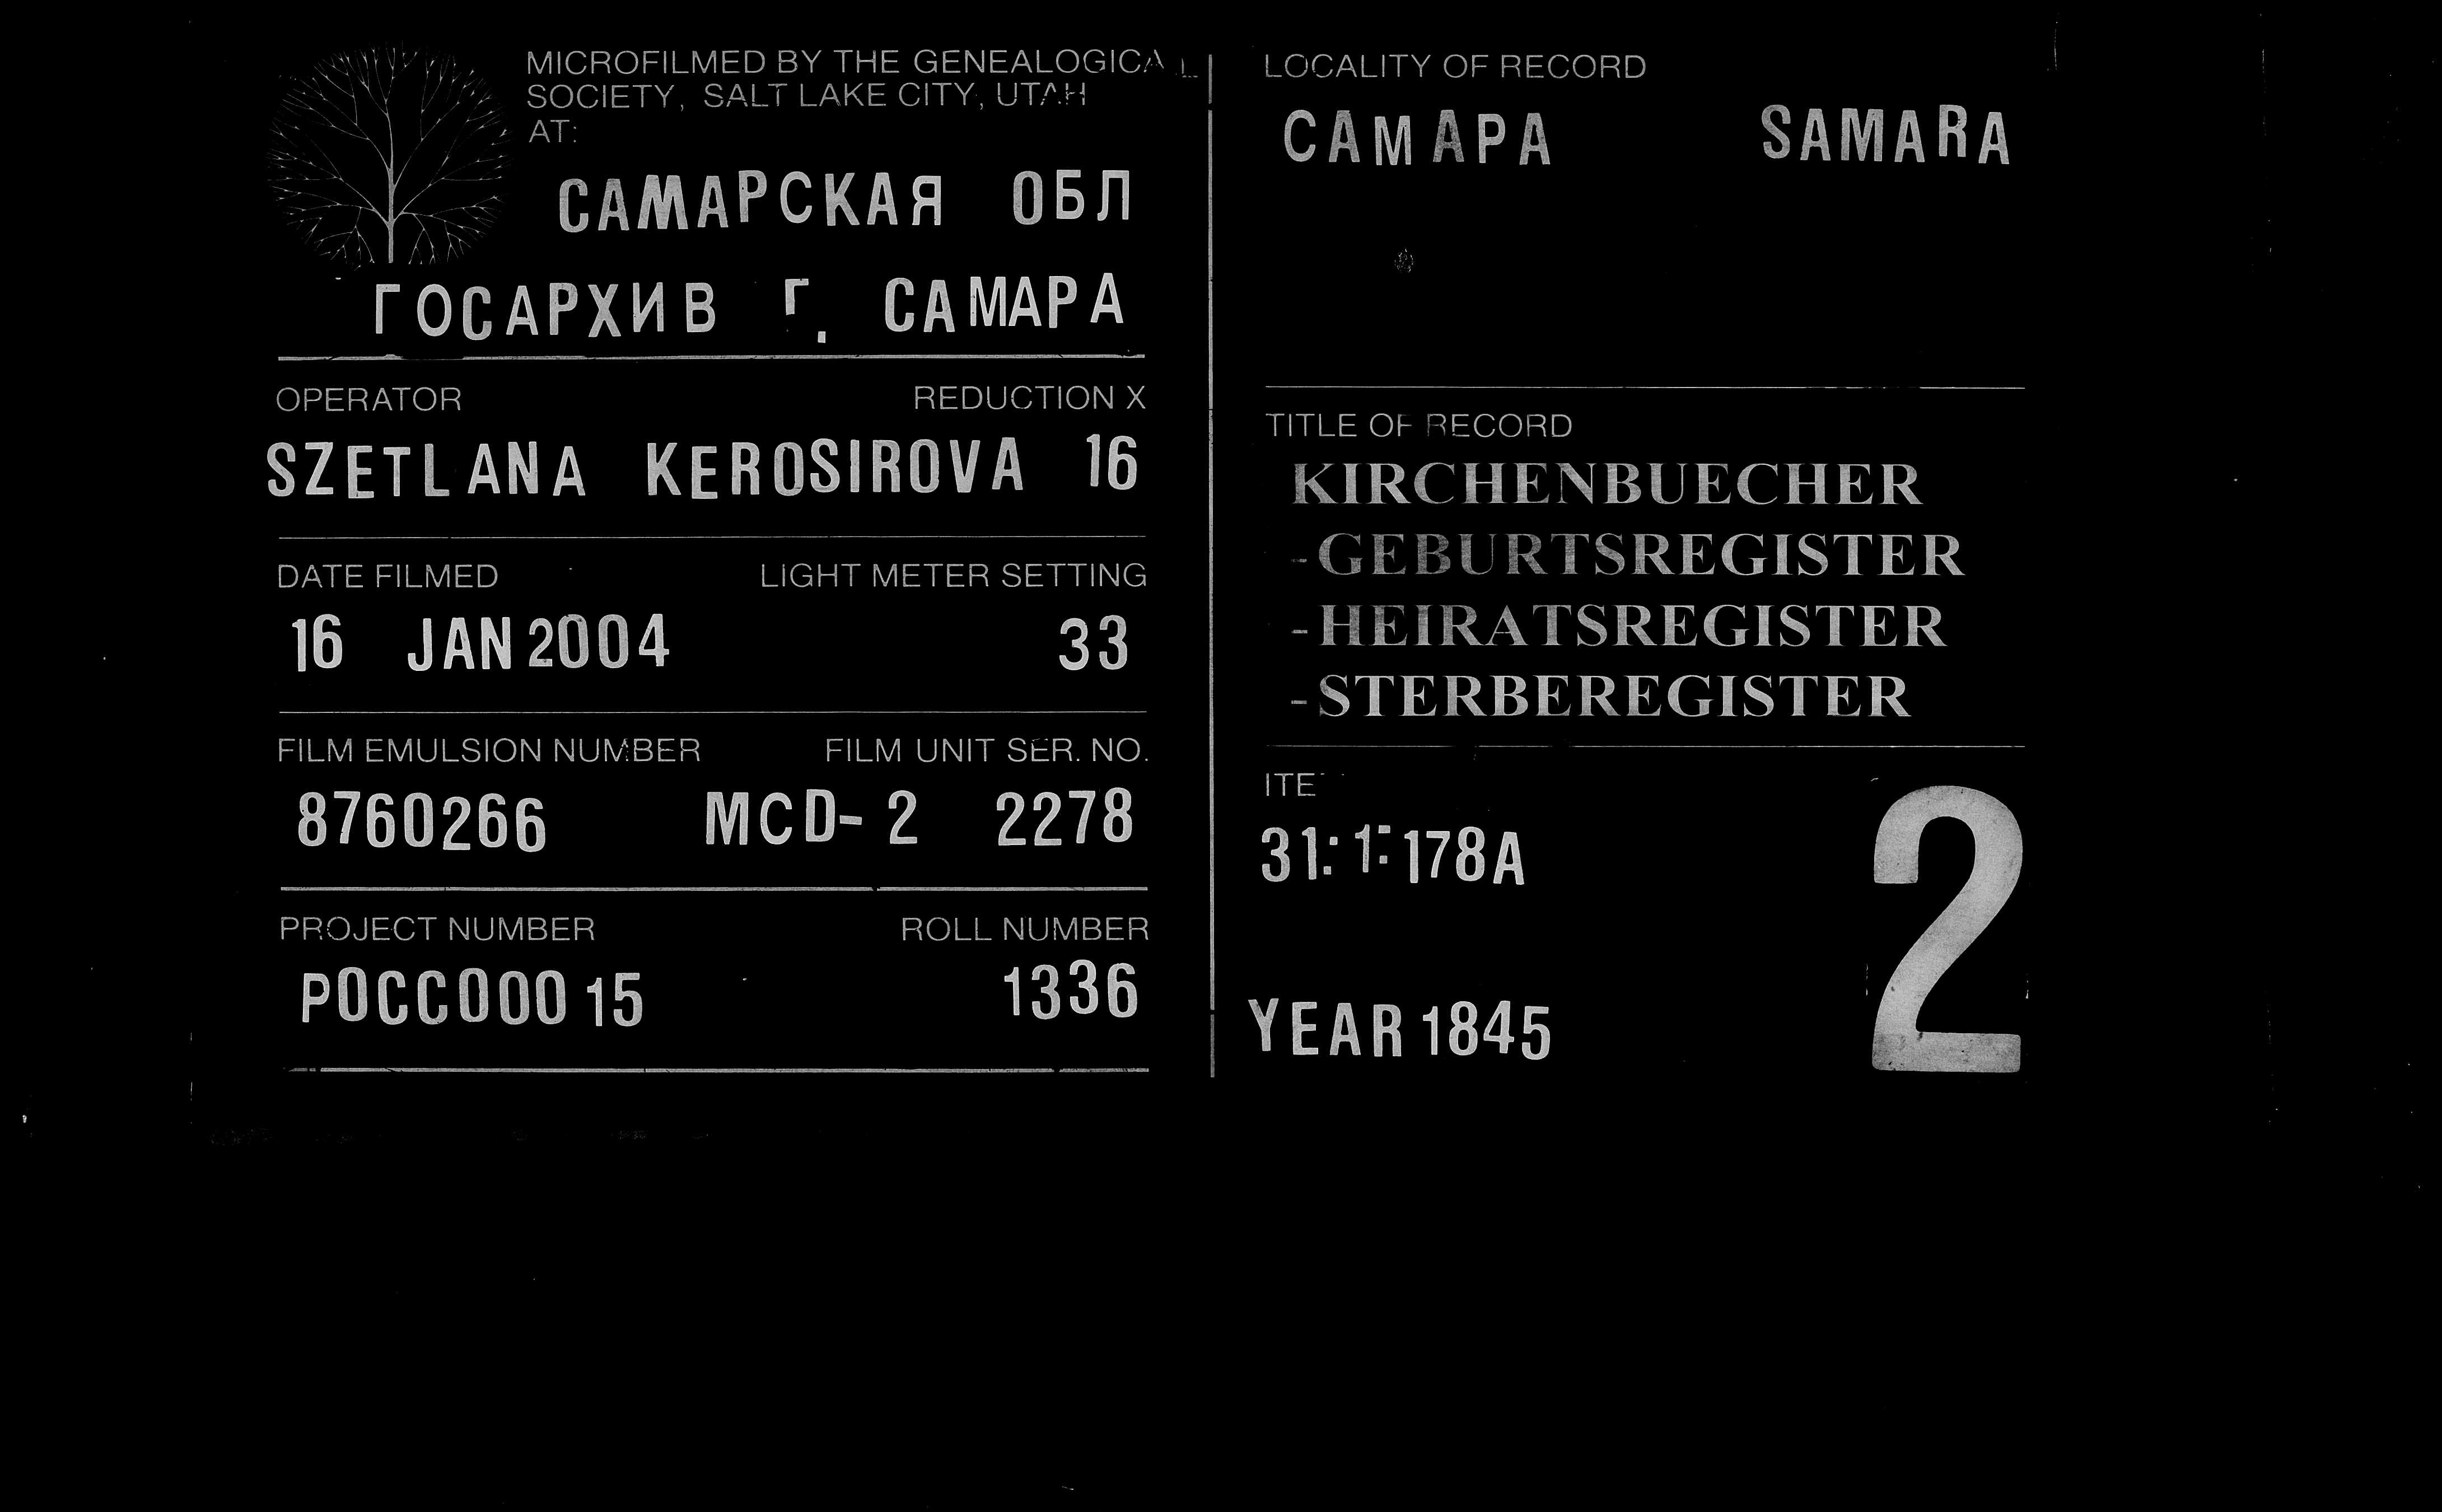 MICROFILMED BY THE GENEALOGICAL
SOCIETY, SALT LAKE CITY, UTAH
AT:
САМАРСКАЯ ОБЛ
ГОСАРХИВ г. САМАРА
OPERATOR REDUCTION X
SZETLANA KEROSIROVA 16
DATE FILMED LIGHT METER SETTING
16 JAN 2004 33
FILM EMULSION NUMBER FILM UNIT SER. NO.
8760266 MCD-2 2278
PROJECT NUMBER ROLL NUMBER
РОСС000 15 1336
LOCALITY OF RECORD
САМАРА SAMARA
TITLE OF RECORD
KIRCHENBUECHER
-GEBURTSREGISTER
-HEIRATSREGISTER
-STERBEREGISTER
ITE
31:1:178A
2
YEAR 1845